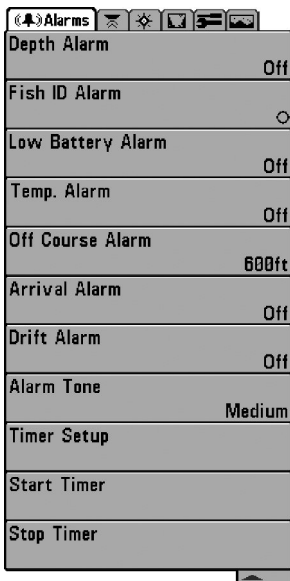 Alarms
Depth Alarm
Off
Fish ID Alarm
Low Battery Alarm
Off
Temp. Alarm
Off
Off Course Alarm
600ft
Arrival Alarm
Off
Drift Alarm
Off
Alarm Tone
Medium
Timer Setup
Start Timer
Stop Timer